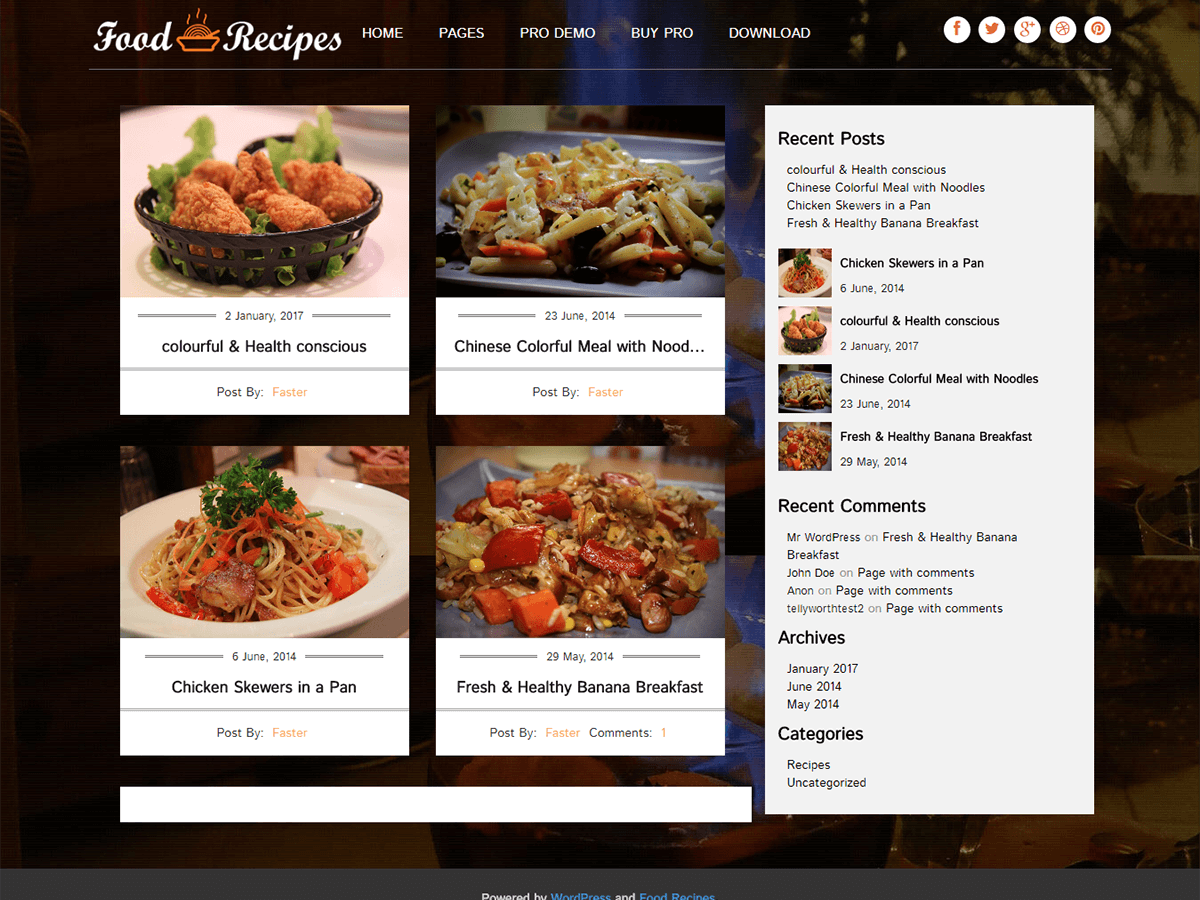 Food Recipes
HOME PAGES PRO DEMO BUY PRO DOWNLOAD
2 January, 2017
colourful & Health conscious
Post By: Faster
23 June, 2014
Chinese Colorful Meal with Nood...
Post By: Faster
6 June, 2014
Chicken Skewers in a Pan
Post By: Faster
29 May, 2014
Fresh & Healthy Banana Breakfast
Post By: Faster Comments: 1
Recent Posts
colourful & Health conscious
Chinese Colorful Meal with Noodles
Chicken Skewers in a Pan
Fresh & Healthy Banana Breakfast
Chicken Skewers in a Pan
6 June, 2014
colourful & Health conscious
2 January, 2017
Chinese Colorful Meal with Noodles
23 June, 2014
Fresh & Healthy Banana Breakfast
29 May, 2014
Recent Comments
Mr WordPress on Fresh & Healthy Banana
Breakfast
John Doe on Page with comments
Anon on Page with comments
tellyworthtest2 on Page with comments
Archives
January 2017
June 2014
May 2014
Categories
Recipes
Uncategorized
Powered by WordPress and Food Recipes